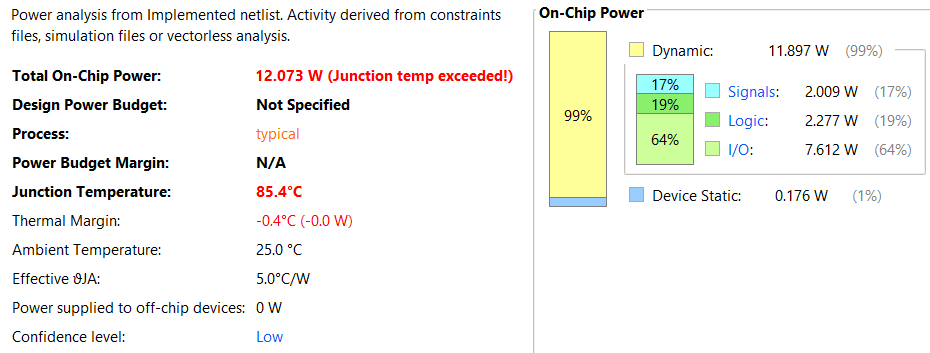 Power analysis from Implemented netlist. Activity derived from constraints
files, simulation files or vectorless analysis.
Total On-Chip Power: 12.073 W (Junction temp exceeded!)
Design Power Budget: Not Specified
Process: typical
Power Budget Margin: N/A
Junction Temperature: 85.4°C
Thermal Margin: -0.4°C (-0.0 W)
Ambient Temperature: 25.0 °C
Effective ϑJA: 5.0°C/W
Power supplied to off-chip devices: 0 W
Confidence level: Low
On-Chip Power
99%
Dynamic: 11.897 W (99%)
17%
19%
64%
Signals: 2.009 W (17%)
Logic: 2.277 W (19%)
I/O: 7.612 W (64%)
Device Static: 0.176 W (1%)